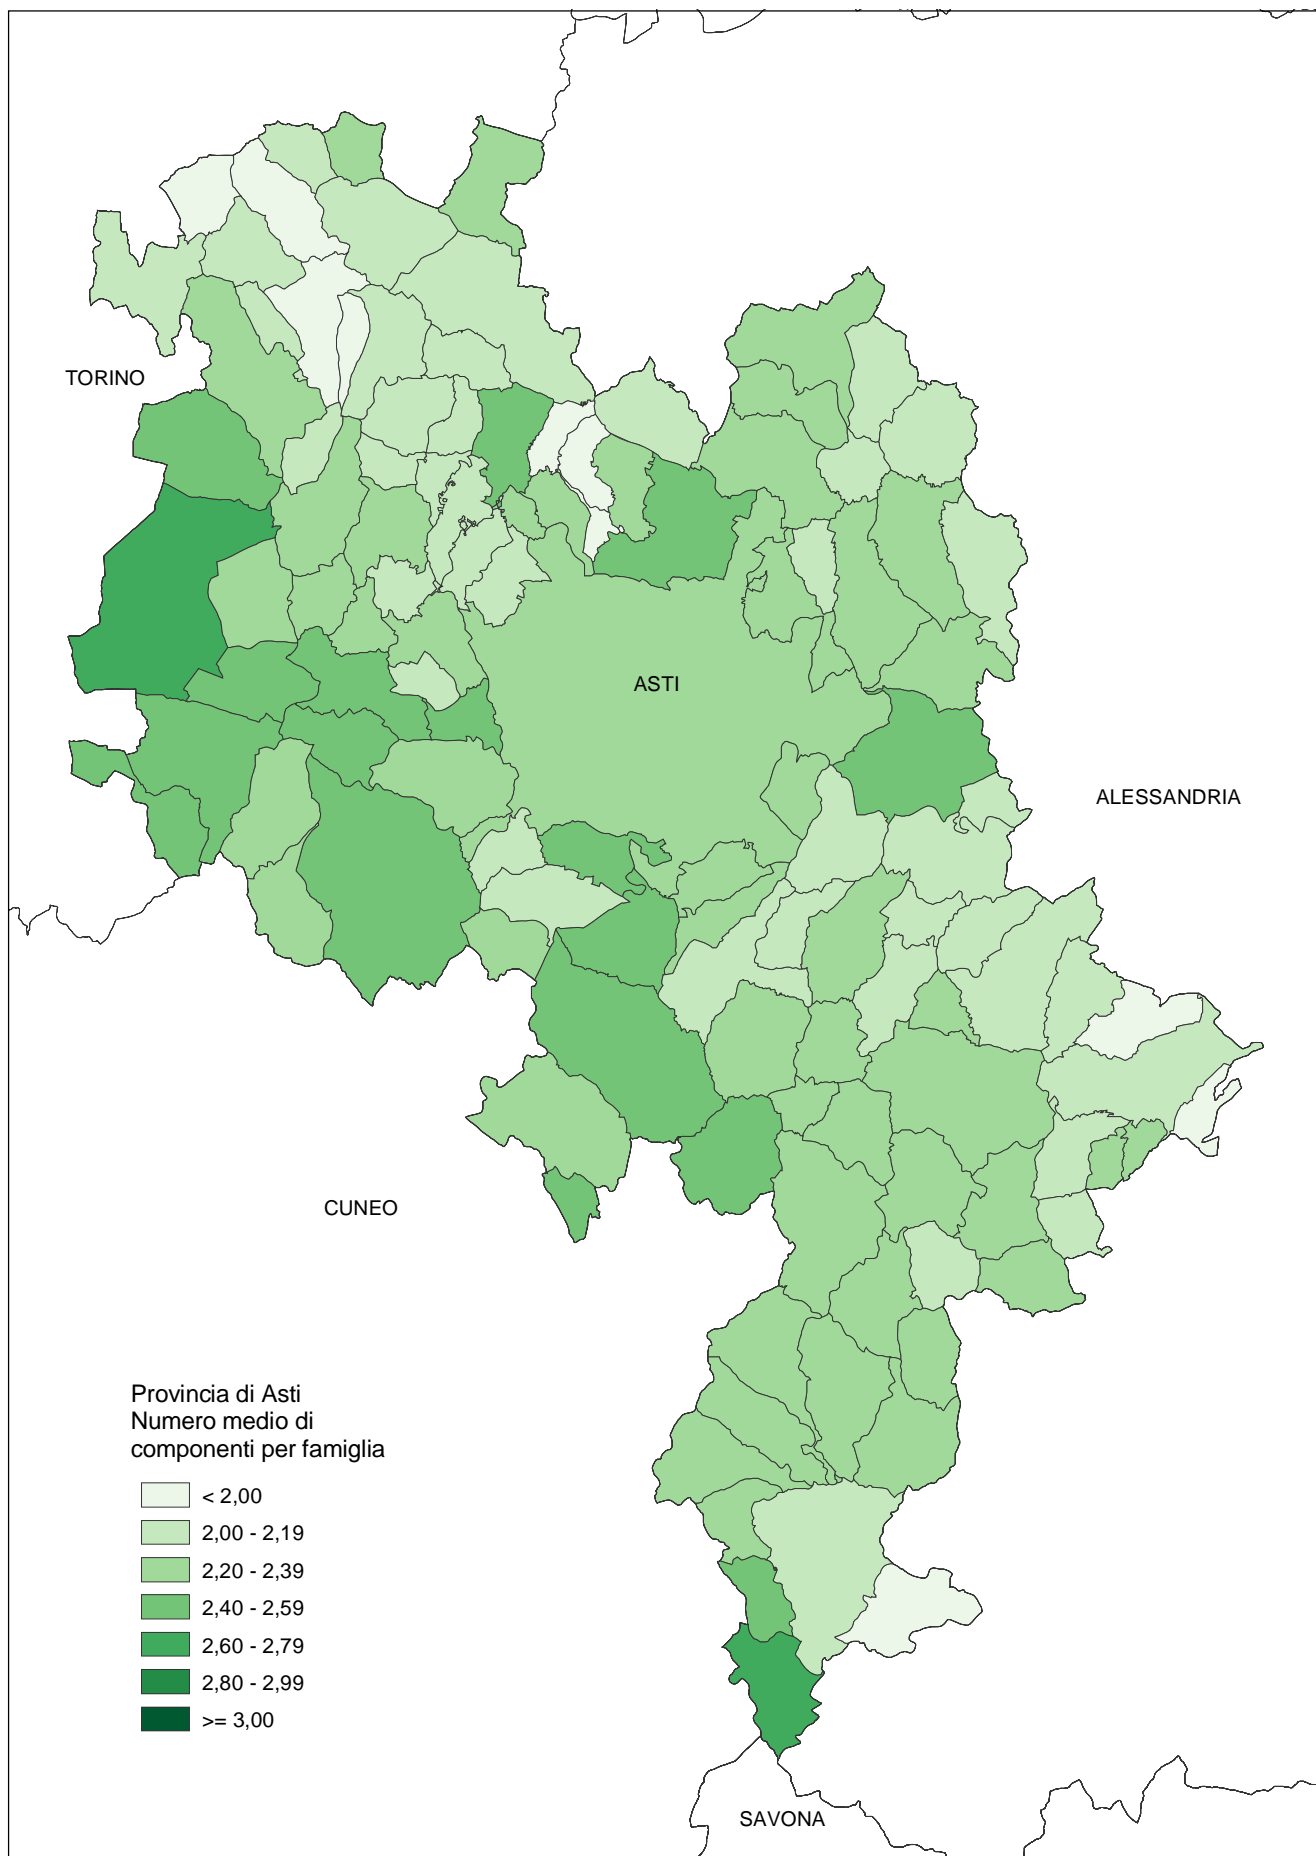 TORINO
ASTI
ALESSANDRIA
CUNEO
Provincia di Asti
Numero medio di
componenti per famiglia
< 2,00
2,00 - 2,19
2,20 - 2,39
2,40 - 2,59
2,60 - 2,79
2,80 - 2,99
>= 3,00
SAVONA